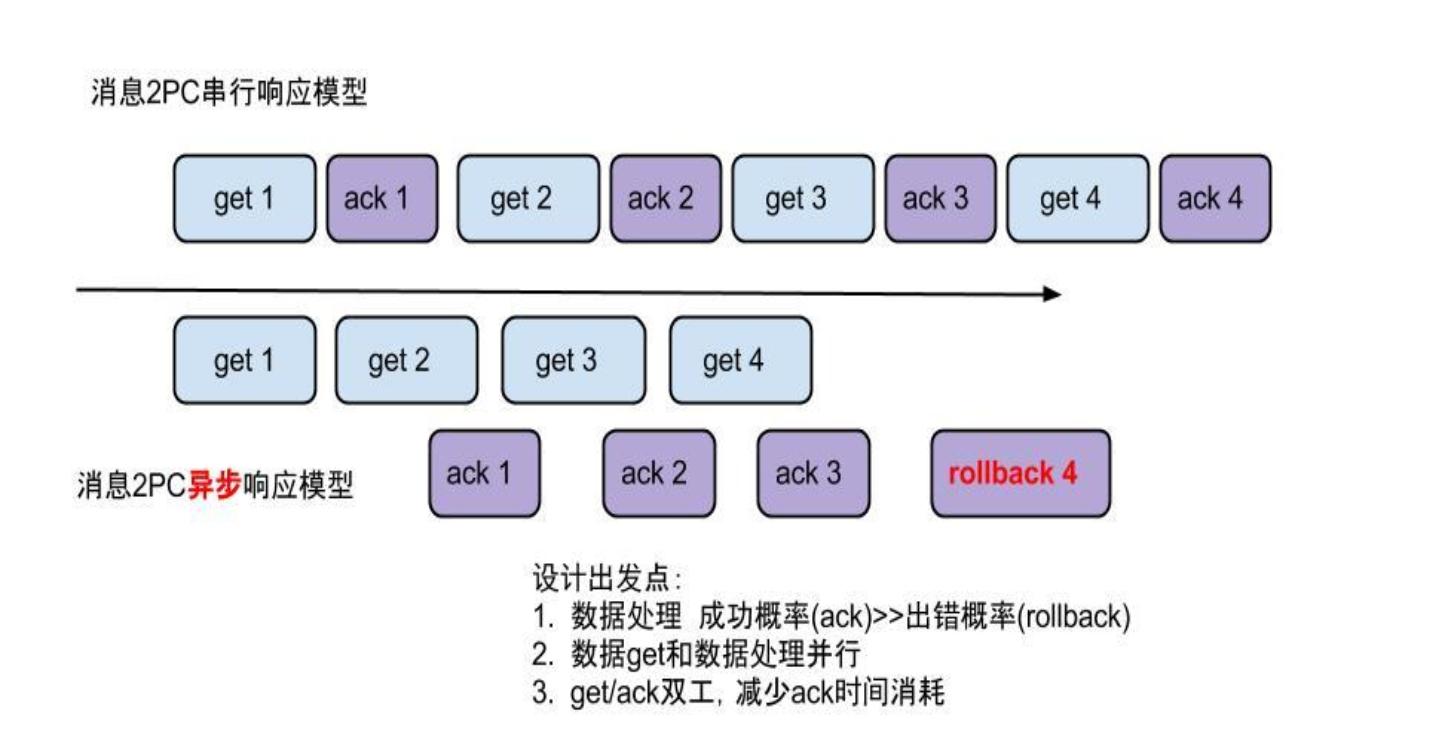 消息2PC串行响应模型
get 1 ack 1 get 2 ack 2 get 3 ack 3 get 4 ack 4
get 1 get 2 get 3 get 4
ack 1 ack 2 ack 3 rollback 4
消息2PC异步响应模型
设计出发点:
1. 数据处理 成功概率(ack)>>出错概率(rollback)
2. 数据get和数据处理并行
3. get/ack双工, 减少ack时间消耗